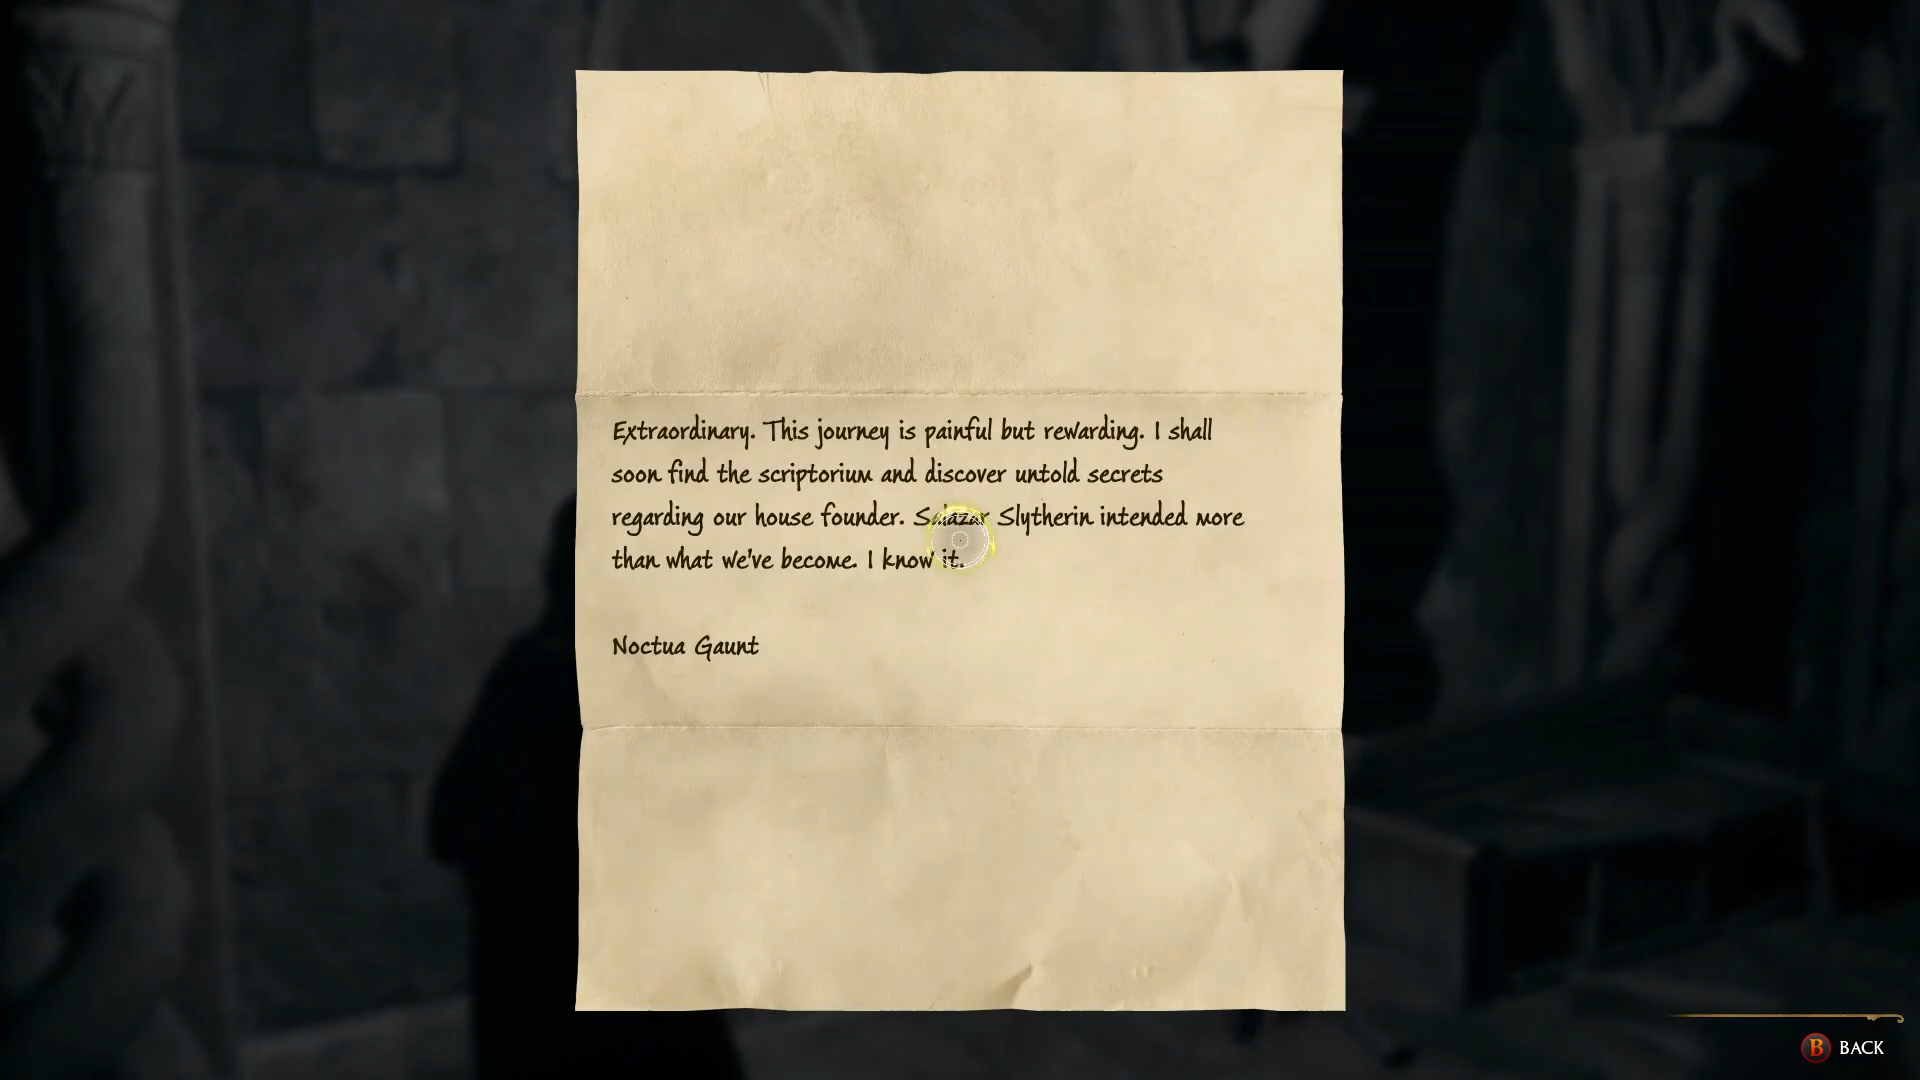 Extraordinary. This journey is painful but rewarding. I shall
soon find the scriptorium and discover untold secrets
regarding our house founder. Salazar Slytherin intended more
than what we've become. I know it.
Noctua Gaunt
B BACK